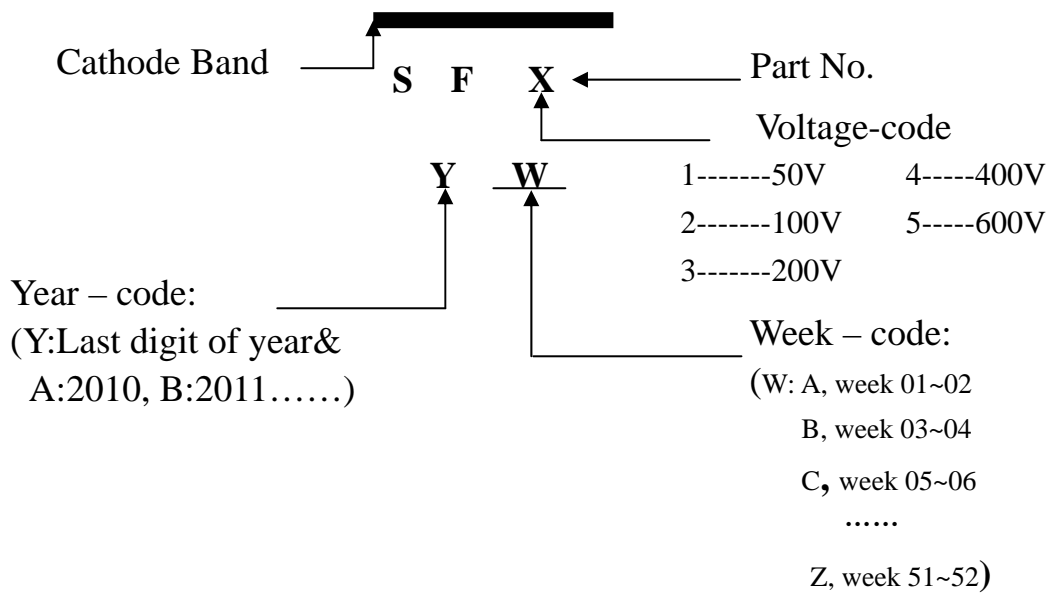 Cathode Band
S F X
Part No.
Voltage-code
1-------50V 4-----400V
2-------100V 5-----600V
3-------200V
Y W
Year – code:
(Y:Last digit of year&
A:2010, B:2011……)
Week – code:
(W: A, week 01~02
B, week 03~04
C, week 05~06
……
Z, week 51~52)